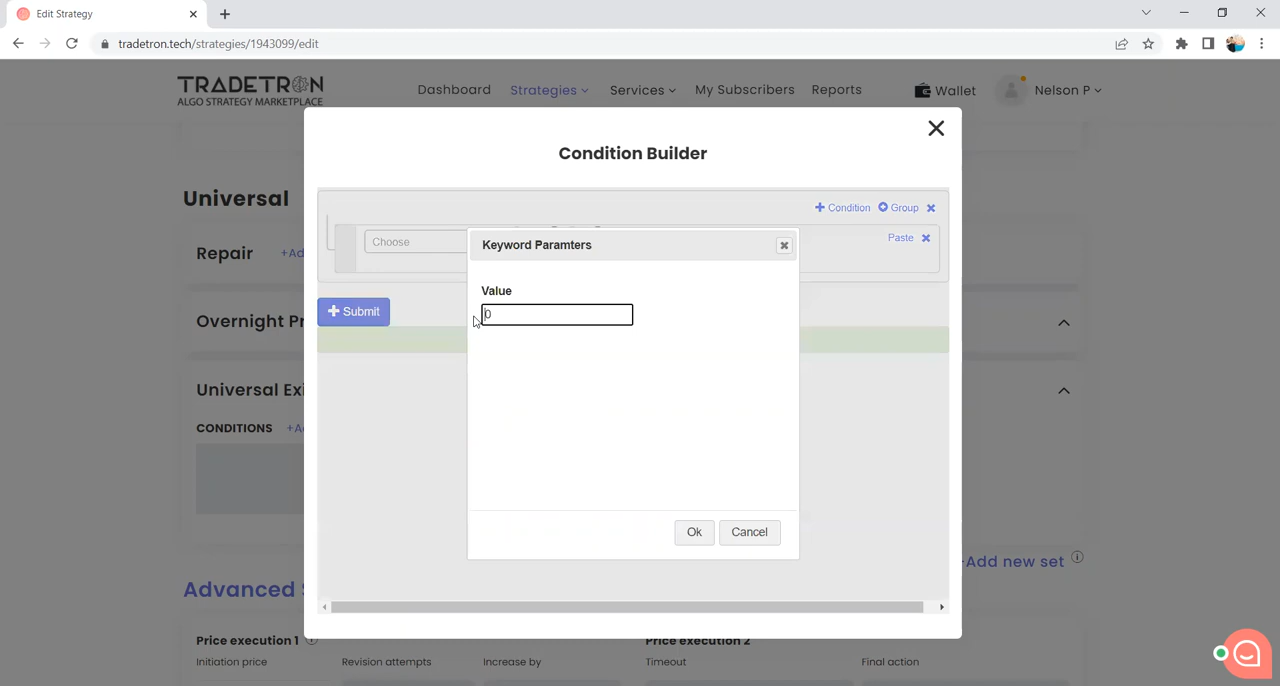 Edit Strategy
tradetron.tech/strategies/1943099/edit
TRADETRON
ALGO STRATEGY MARKETPLACE
Dashboard Strategies Services My Subscribers Reports Wallet Nelson P
Condition Builder
Universal
+ Condition Group
Repair +Ad
Choose
Paste
Keyword Paramters
Value
0
+ Submit
Overnight Pr
Universal Exi
CONDITIONS +A
Ok Cancel
Add new set
Advanced
Price execution 1 Price execution 2
Initiation price Revision attempts Increase by Timeout Final action